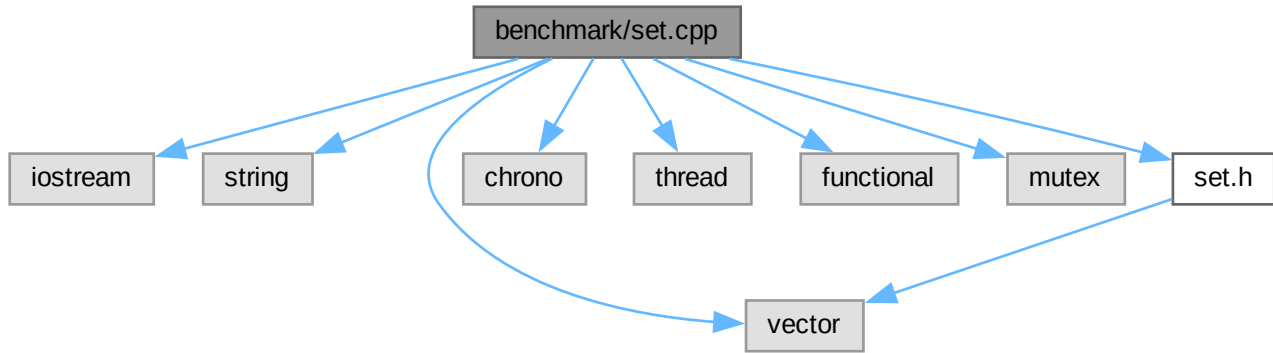 benchmark/set.cpp
iostream
string
chrono
thread
functional
mutex
set.h
vector